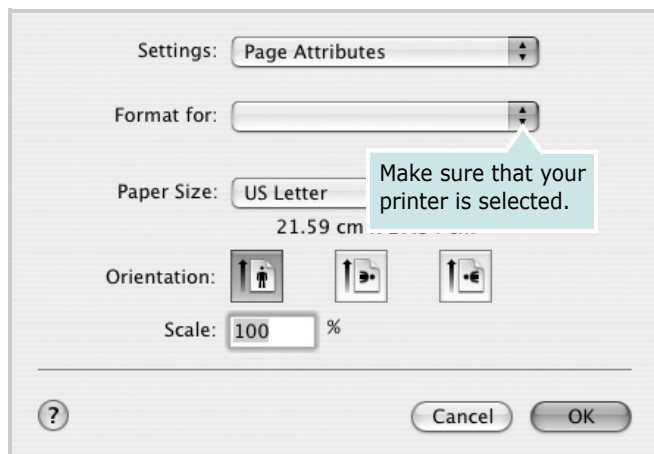 Settings: Page Attributes
Format for:
Make sure that your
printer is selected.
Paper Size: US Letter
21.59 cm
Orientation:
Scale: 100 %
? Cancel OK